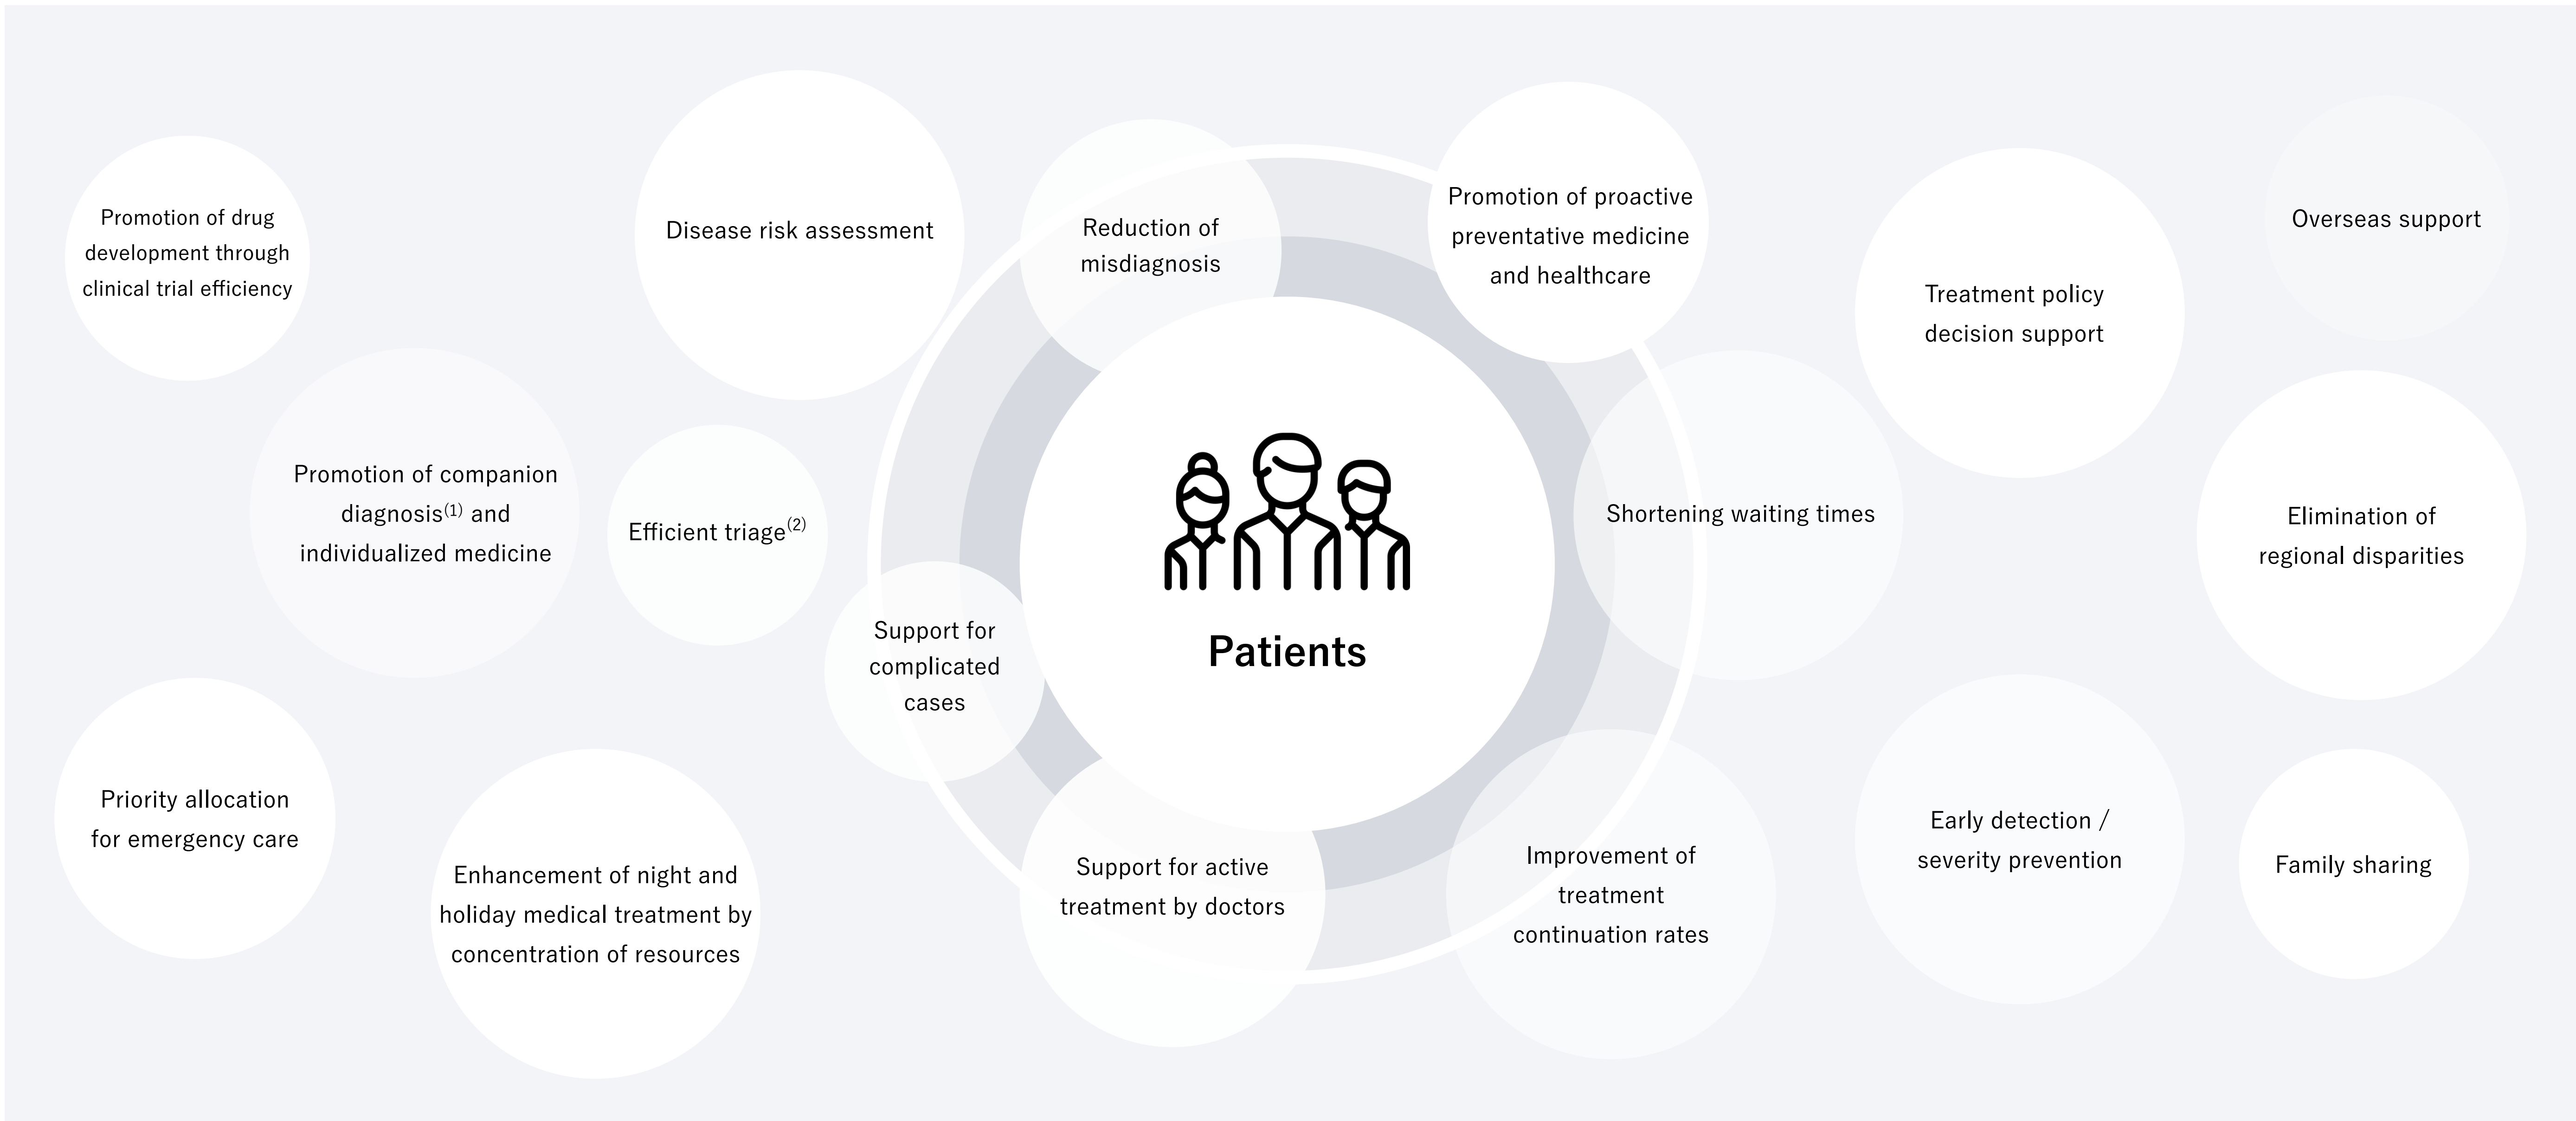 Promotion of drug
development through
clinical trial efficiency
Disease risk assessment
Reduction of
misdiagnosis
Promotion of proactive
preventative medicine
and healthcare
Treatment policy
decision support
Overseas support
Promotion of companion
diagnosis(1) and
individualized medicine
Efficient triage(2)
Support for
complicated
cases
Patients
Shortening waiting times
Elimination of
regional disparities
Priority allocation
for emergency care
Enhancement of night and
holiday medical treatment by
concentration of resources
Support for active
treatment by doctors
Improvement of
treatment
continuation rates
Early detection /
severity prevention
Family sharing